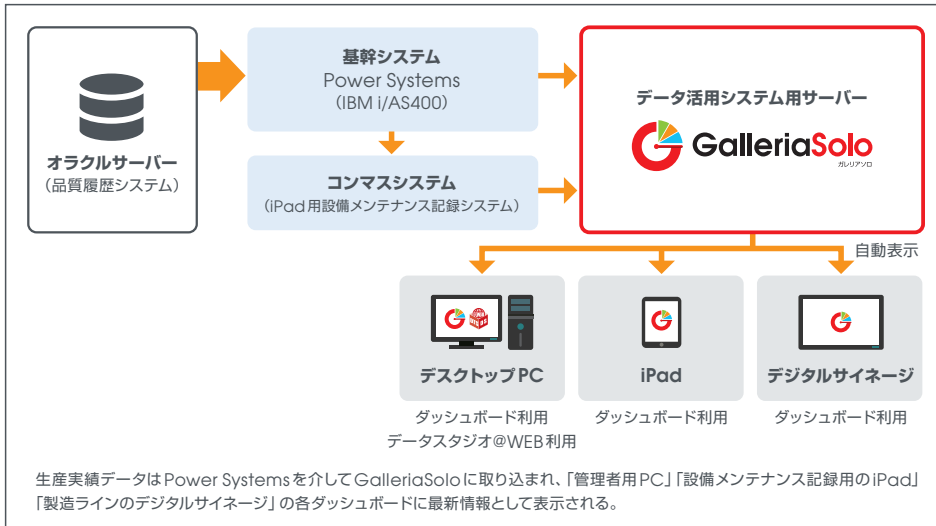 オラクルサーバー
（品質履歴システム）
基幹システム
Power Systems
（IBM i/AS400）
コンマスシステム
（iPad用設備メンテナンス記録システム）
データ活用システム用サーバー
GalleriaSolo
ガレリアソロ
自動表示
デスクトップPC
iPad
デジタルサイネージ
ダッシュボード利用
データスタジオ@WEB利用
ダッシュボード利用
ダッシュボード利用
生産実績データはPower Systemsを介してGalleriaSoloに取り込まれ、「管理者用PC」「設備メンテナンス記録用のiPad」
「製造ラインのデジタルサイネージ」の各ダッシュボードに最新情報として表示される。